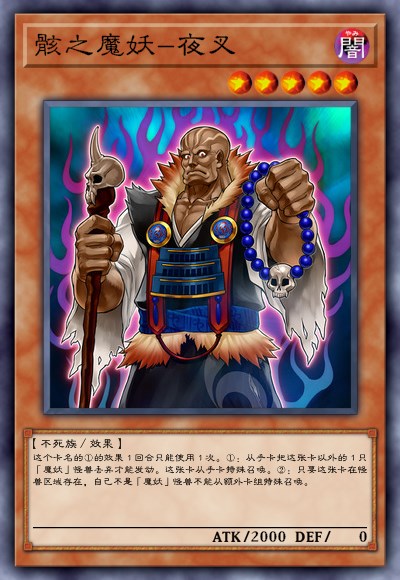 骸之魔妖-夜叉
やみ
闇
【不死族／效果】
这个卡名的①的效果1回合只能使用1次。①：从手卡把这张卡以外的1只
「魔妖」怪兽丢弃才能发动。这张卡从手卡特殊召唤。②：只要这张卡在怪
兽区域存在，自己不是「魔妖」怪兽不能从额外卡组特殊召唤。
ATK/2000 DEF/ 0